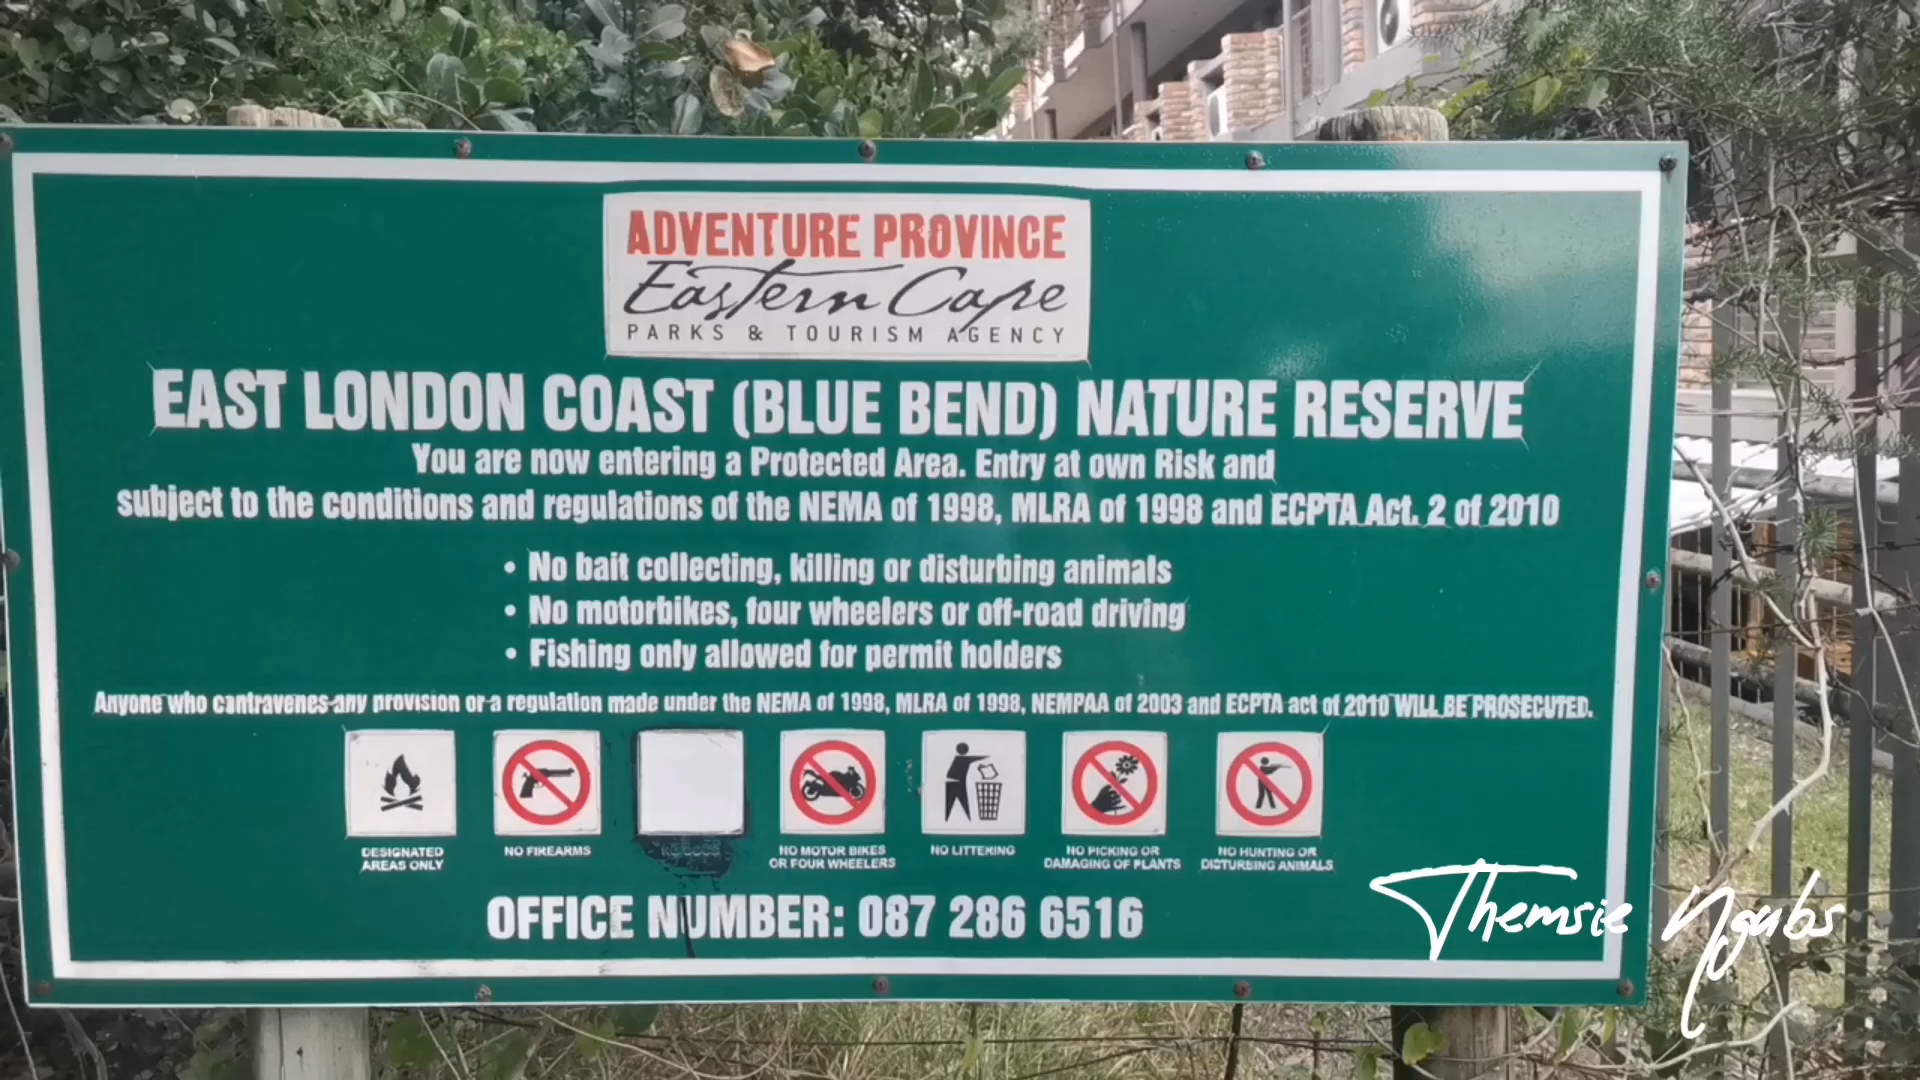 ADVENTURE PROVINCE
Eastern Cape
PARKS & TOURISM AGENCY
EAST LONDON COAST (BLUE BEND) NATURE RESERVE
You are now entering a Protected Area. Entry at own Risk and
subject to the conditions and regulations of the NEMA of 1998, MLRA of 1998 and ECPTA Act. 2 of 2010
• No bait collecting, killing or disturbing animals
• No motorbikes, four wheelers or off-road driving
• Fishing only allowed for permit holders
Anyone who contravenes any provision or a regulation made under the NEMA of 1998, MLRA of 1998, NEMPAA of 2003 and ECPTA act of 2010 WILL BE PROSECUTED.
DESIGNATED
AREAS ONLY
NO FIREARMS
NO MOTOR BIKES
OR FOUR WHEELERS
NO LITTERING
NO PICKING OR
DAMAGING OF PLANTS
NO HUNTING OR
DISTURBING ANIMALS
OFFICE NUMBER: 087 286 6516
Themsie Nqubs